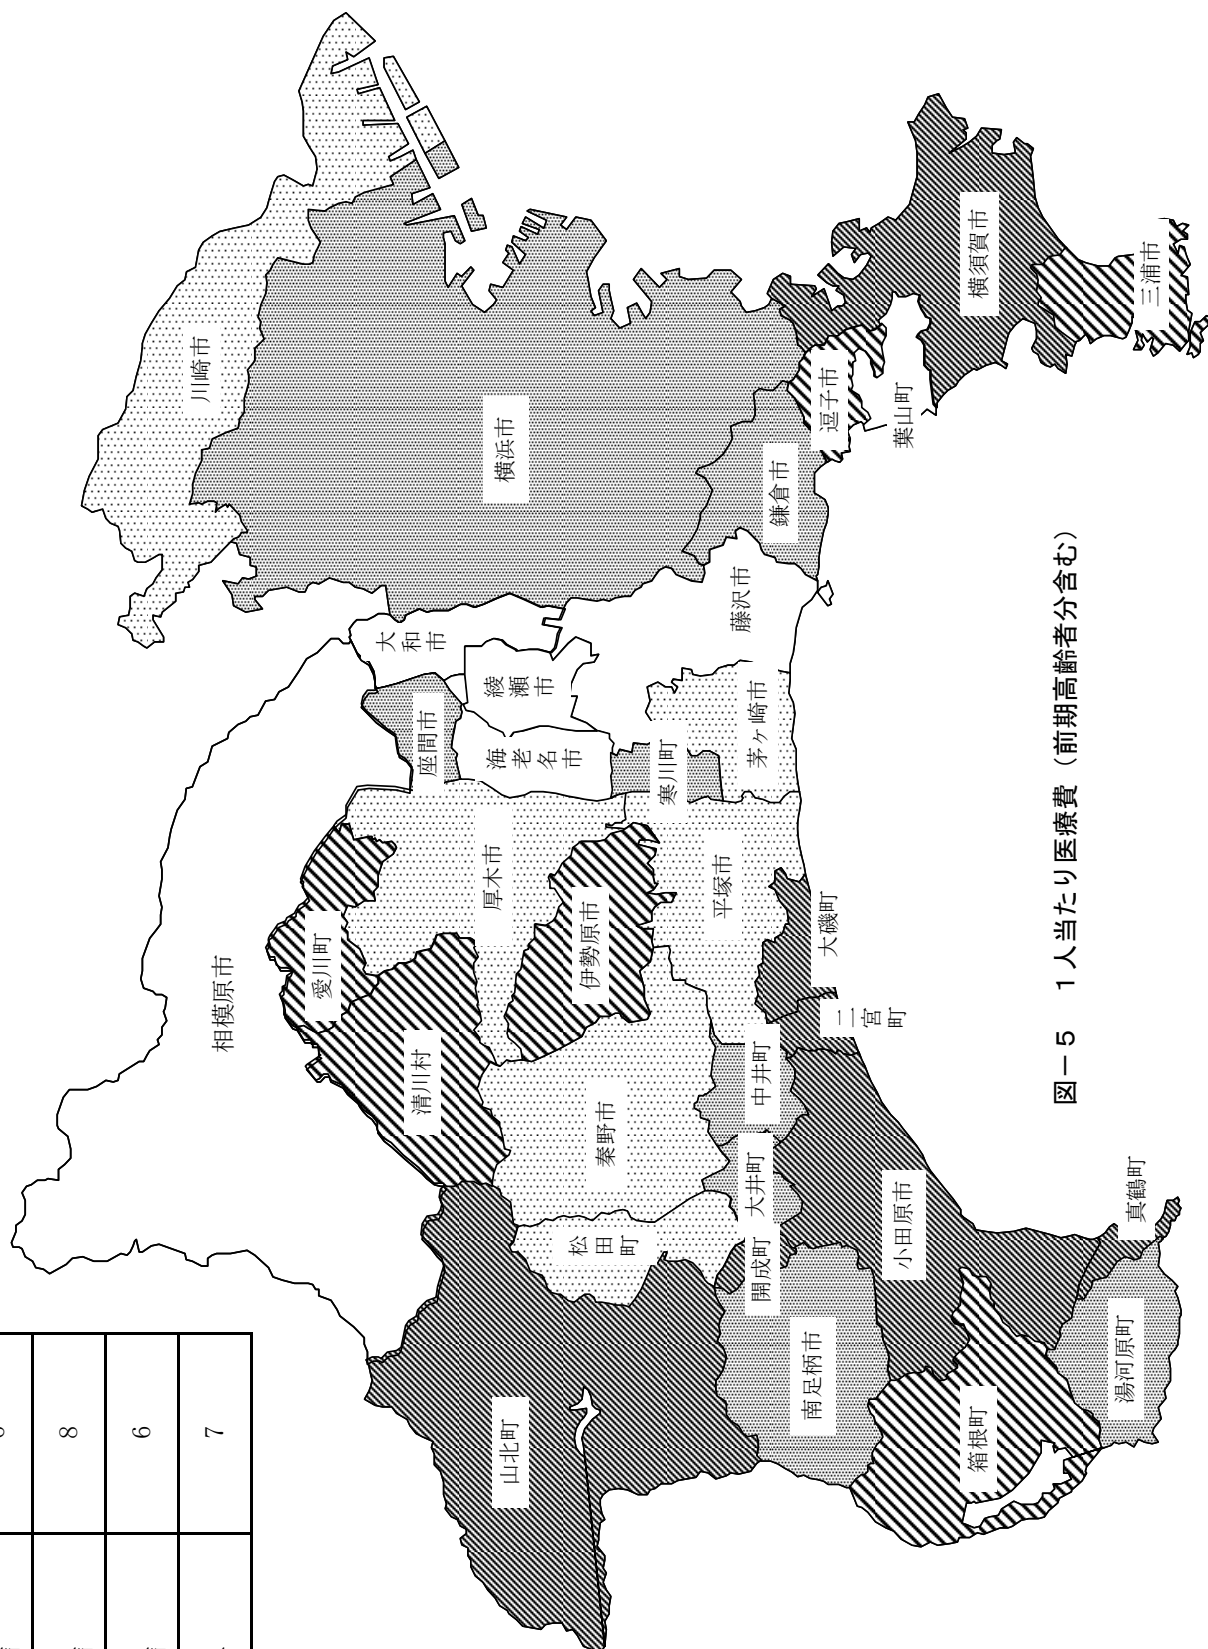 川崎市
横浜市
横須賀市
三浦市
逗子市
葉山町
鎌倉市
藤沢市
大和市
綾瀬市
座間市
海老名市
寒川町
茅ヶ崎市
相模原市
愛川町
厚木市
伊勢原市
平塚市
大磯町
二宮町
清川村
秦野市
中井町
大井町
松田町
開成町
小田原市
真鶴町
山北町
南足柄市
箱根町
湯河原町
8
6
7
図－5　1人当たり医療費（前期高齢者分含む）